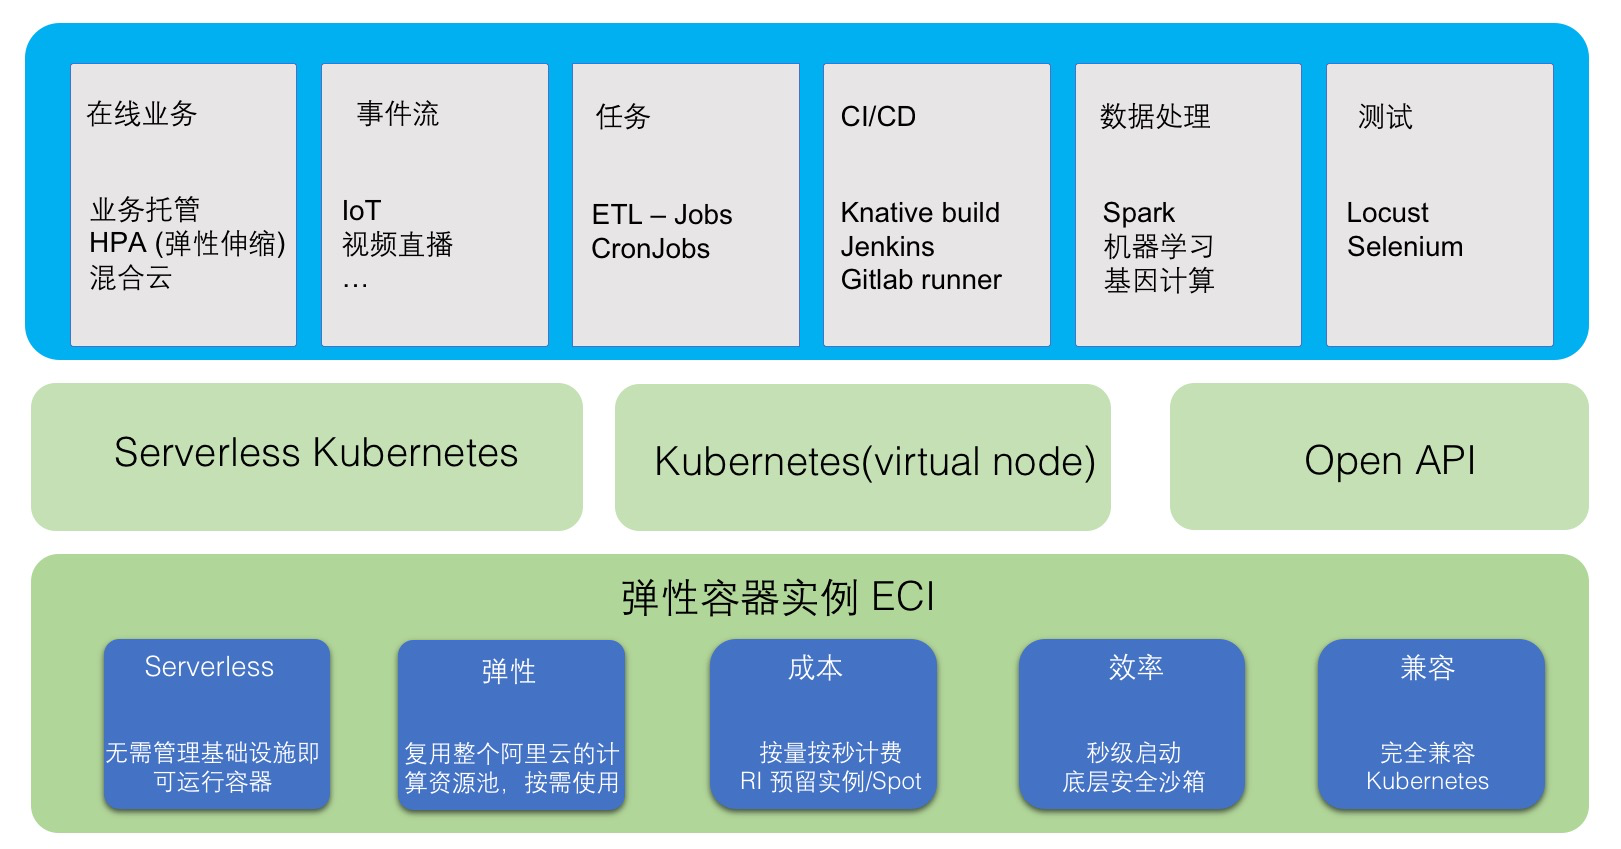 在线业务
业务托管
HPA (弹性伸缩)
混合云
事件流
IoT
视频直播
…
任务
ETL – Jobs
CronJobs
CI/CD
Knative build
Jenkins
Gitlab runner
数据处理
Spark
机器学习
基因计算
测试
Locust
Selenium
Serverless Kubernetes
Kubernetes(virtual node)
Open API
弹性容器实例 ECI
Serverless
无需管理基础设施即
可运行容器
弹性
复用整个阿里云的计
算资源池，按需使用
成本
按量按秒计费
RI 预留实例/Spot
效率
秒级启动
底层安全沙箱
兼容
完全兼容
Kubernetes